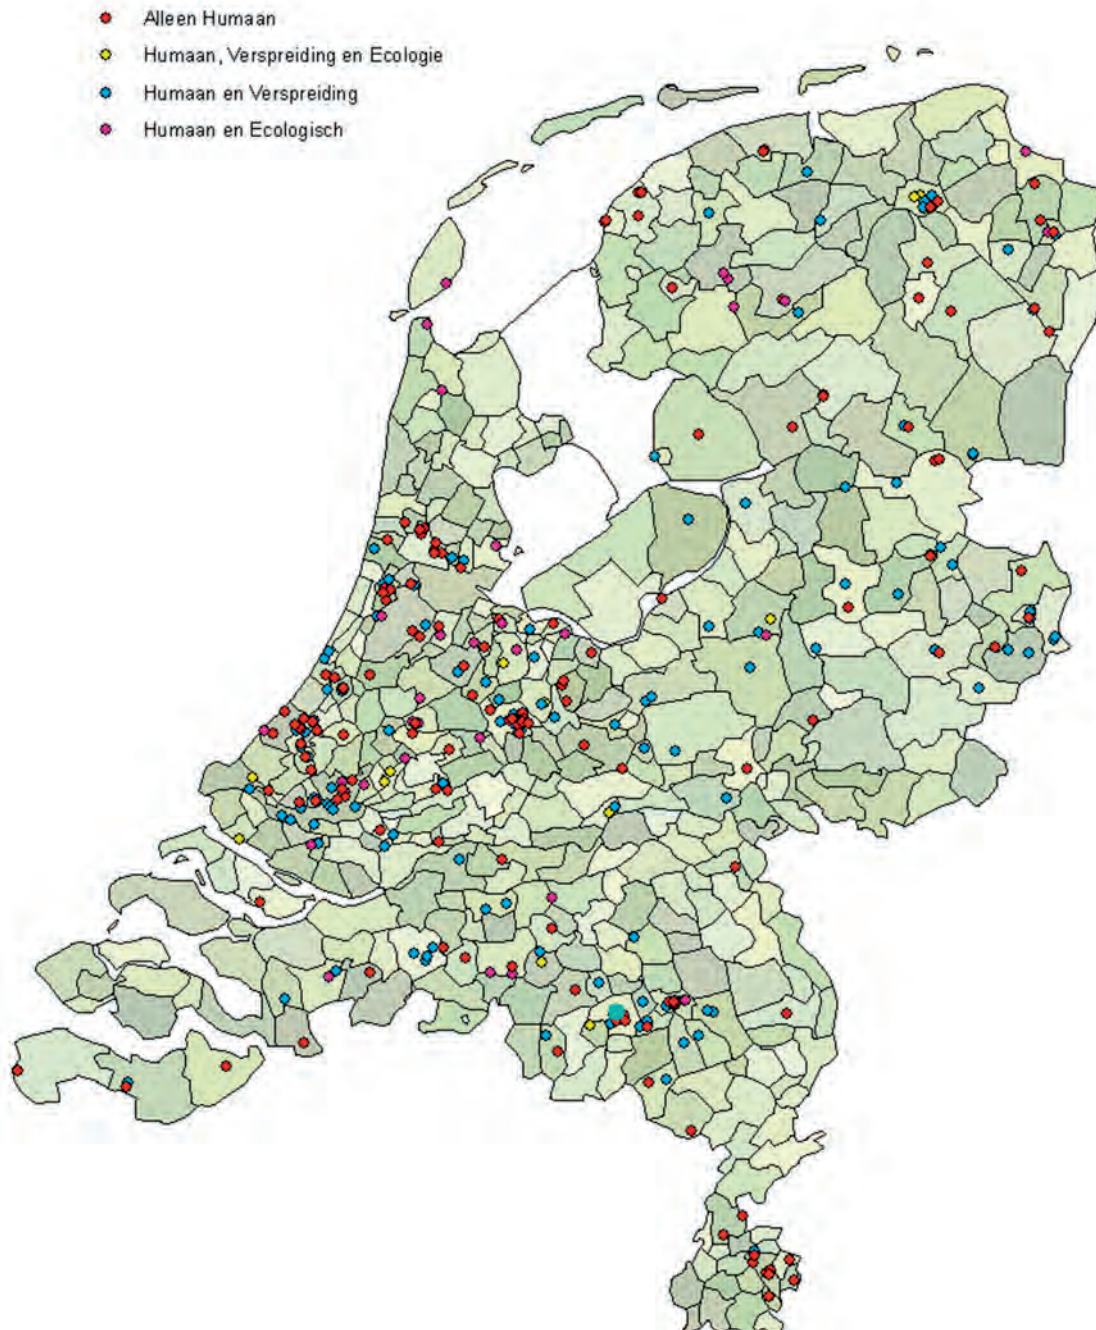 Alleen Humaan
Humaan, Verspreiding en Ecologie
Humaan en Verspreiding
Humaan en Ecologisch